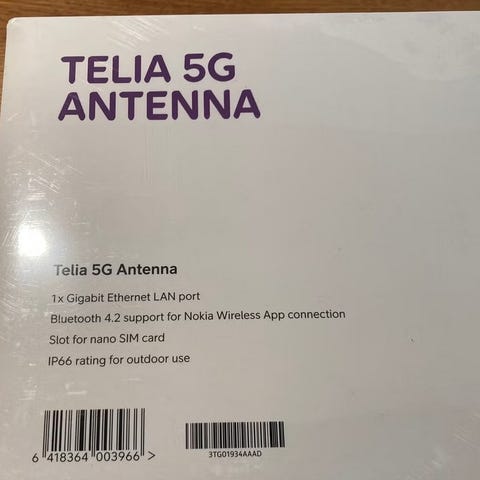 TELIA 5G
ANTENNA
Telia 5G Antenna
1x Gigabit Ethernet LAN port
Bluetooth 4.2 support for Nokia Wireless App connection
Slot for nano SIM card
IP66 rating for outdoor use
6 418364 003966 >
3TG01934AAAD